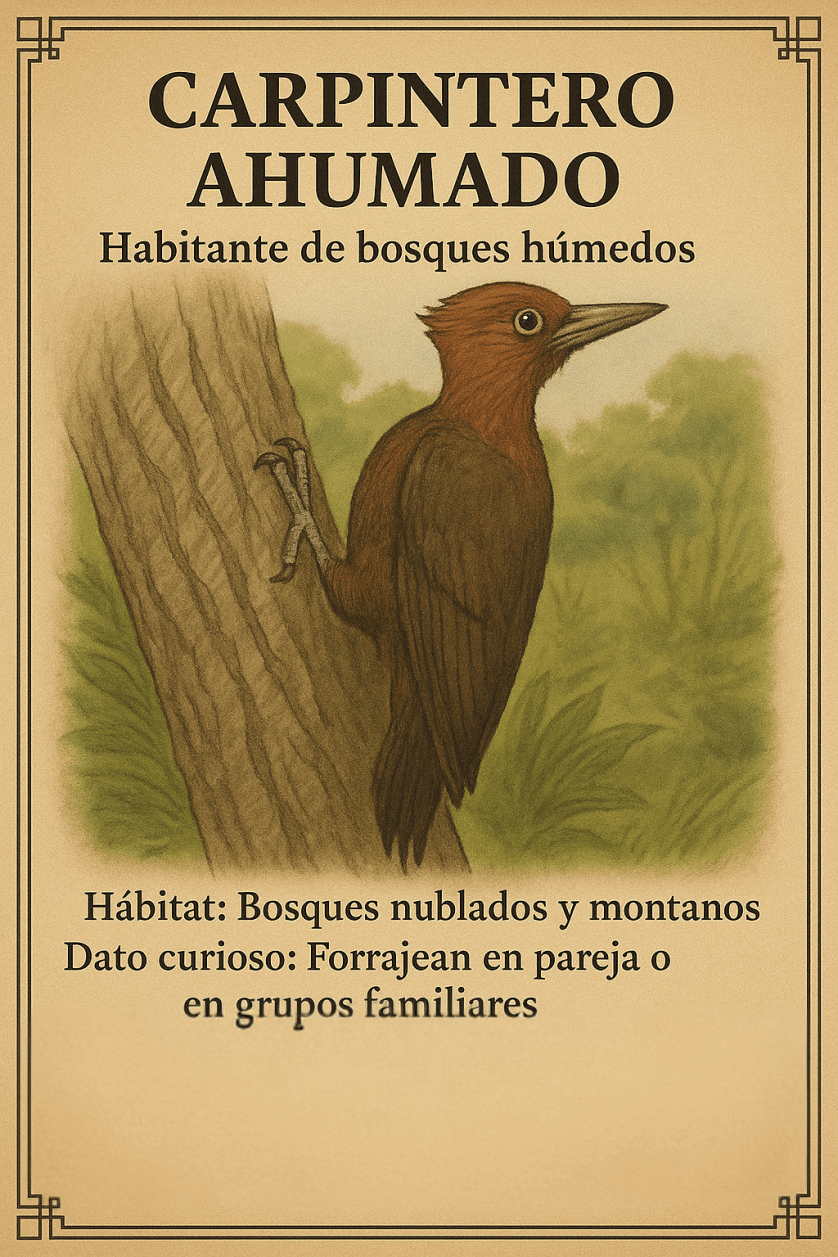 CARPINTERO
AHUMADO
Habitante de bosques húmedos
Hábitat: Bosques nublados y montanos
Dato curioso: Forrajean en pareja o
en grupos familiares